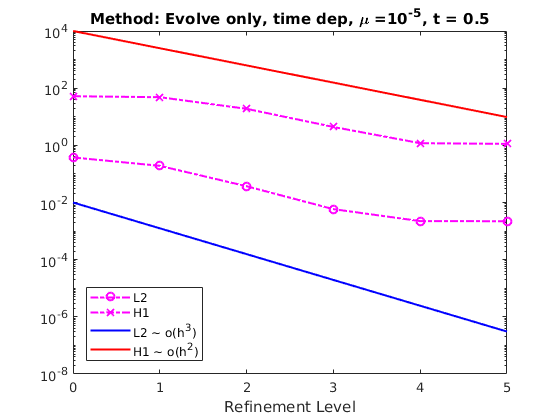 Method: Evolve only, time dep, μ =10^-5, t = 0.5
10^4
10^2
10^0
10^-2
10^-4
10^-6
10^-8
L2
H1
L2 ~ o(h^3)
H1 ~ o(h^2)
0 1 2 3 4 5
Refinement Level